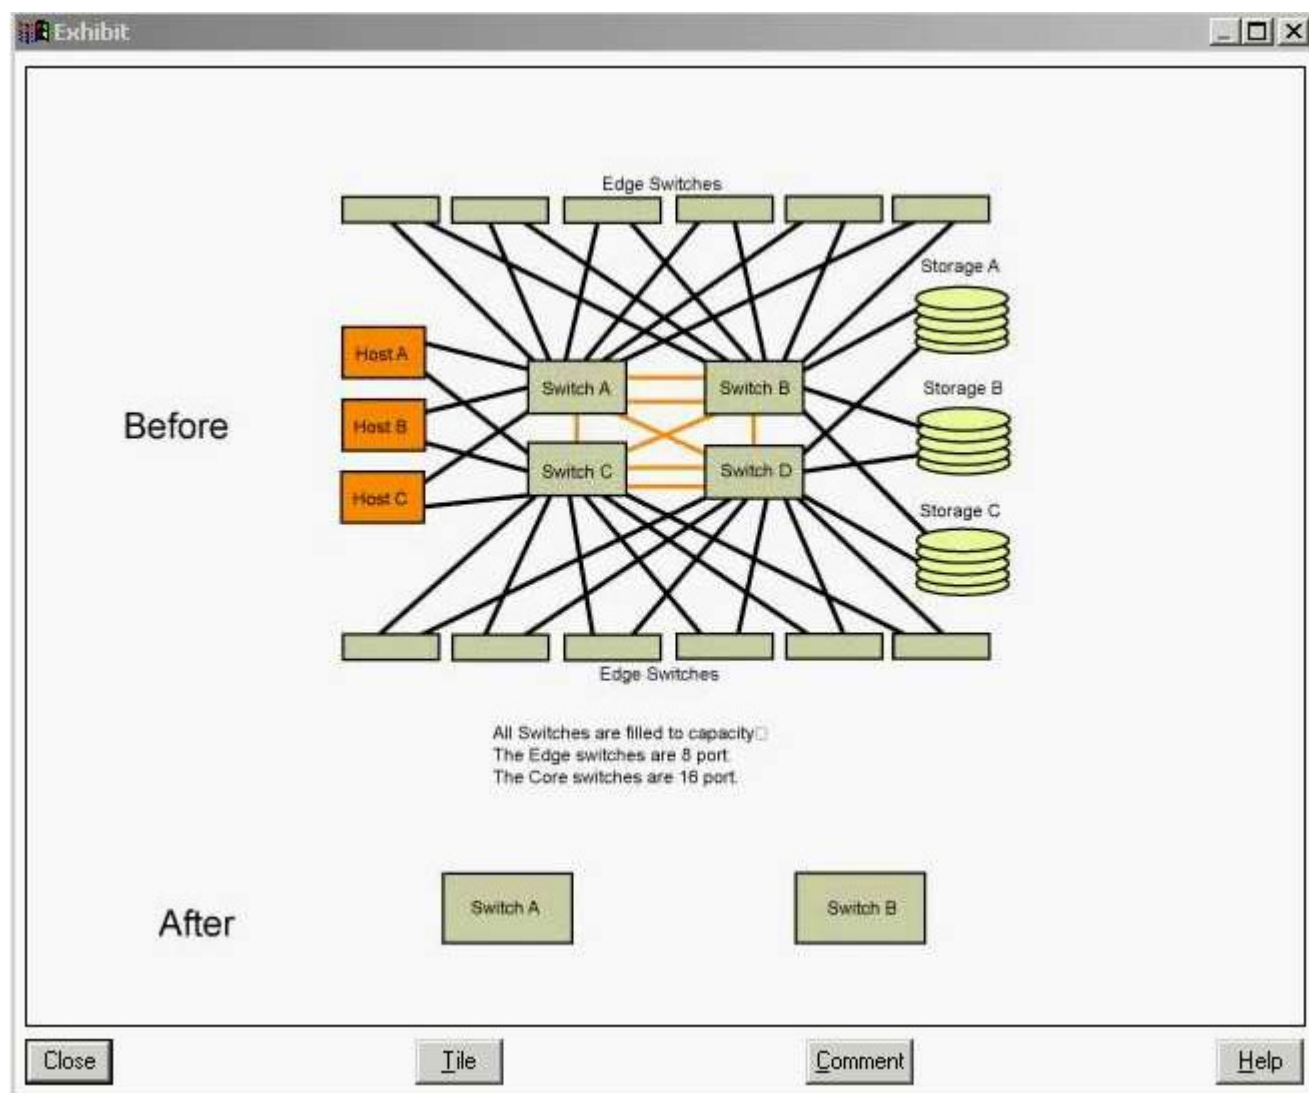 Exhibit
Edge Switches
Storage A
Host A
Switch A
Switch B
Before
Storage B
Host B
Switch C
Switch D
Host C
Storage C
Edge Switches
All Switches are filled to capacity□
The Edge switches are 8 port.
The Core switches are 16 port.
After
Switch A
Switch B
Close
Tile
Comment
Help